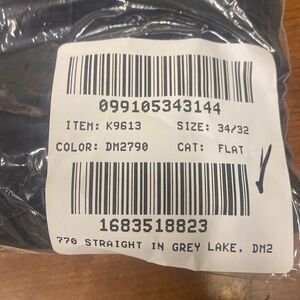 099105343144
ITEM: K9613 SIZE: 34/32
COLOR: DM2790 CAT: FLAT
1683518823
770 STRAIGHT IN GREY LAKE. DM2